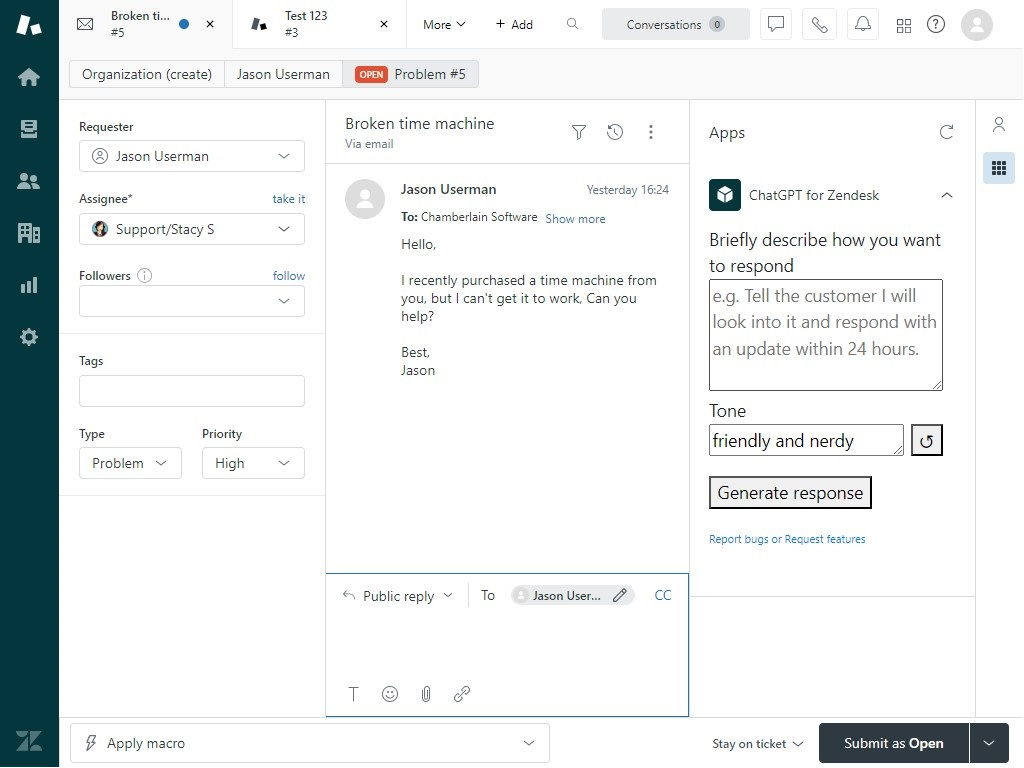 Broken ti...
#5
Test 123
#3
More
+ Add
Conversations 0
Organization (create)
Jason Userman
OPEN Problem #5
Requester
Jason Userman
Assignee*
take it
Support/Stacy S
Followers
follow
Tags
Type
Priority
Problem
High
Broken time machine
Via email
Jason Userman
Yesterday 16:24
To: Chamberlain Software Show more
Hello,
I recently purchased a time machine from
you, but I can't get it to work, Can you
help?
Best,
Jason
Public reply
To
Jason User...
CC
Apps
ChatGPT for Zendesk
Briefly describe how you want
to respond
e.g. Tell the customer I will
look into it and respond with
an update within 24 hours.
Tone
friendly and nerdy
Generate response
Report bugs or Request features
Apply macro
Stay on ticket
Submit as Open